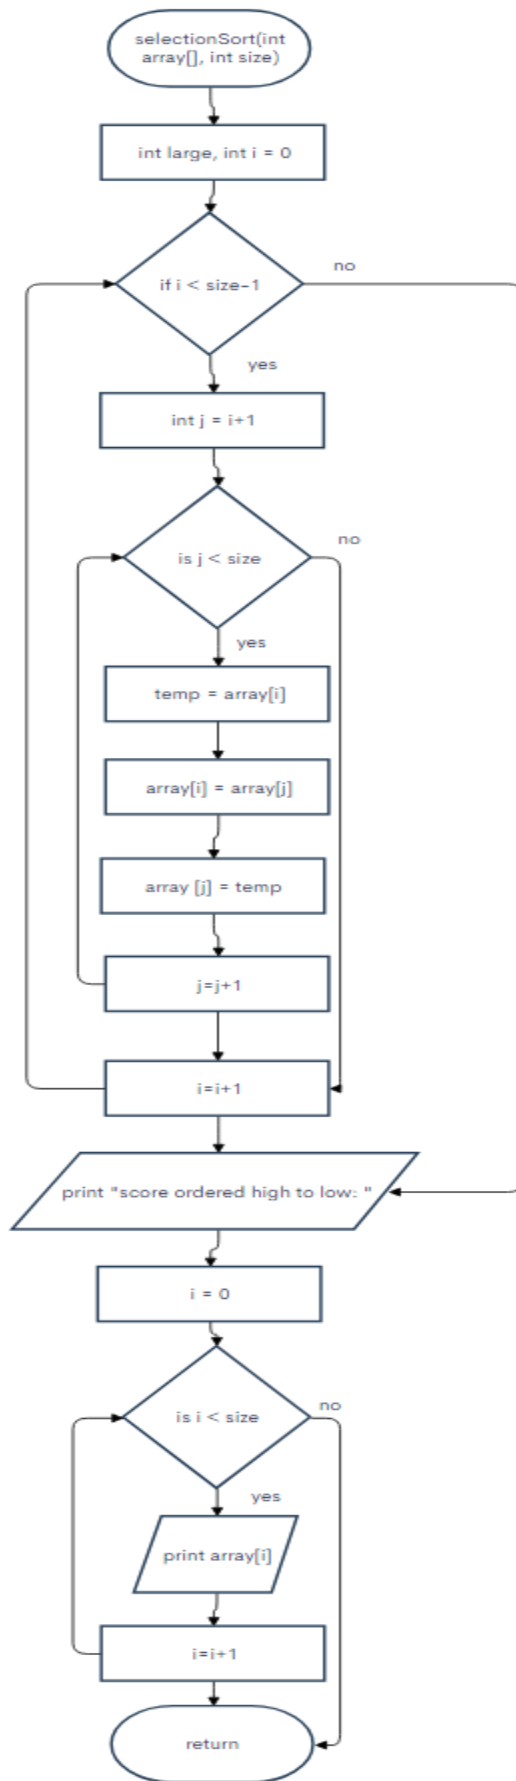 selectionSort(int
array[], int size)
int large, int i = 0
if i < size-1
no
yes
int j = i+1
is j < size
no
yes
temp = array[i]
array[i] = array[j]
array [j] = temp
j=j+1
i=i+1
print "score ordered high to low: "
i = 0
is i < size
no
yes
print array[i]
i=i+1
return